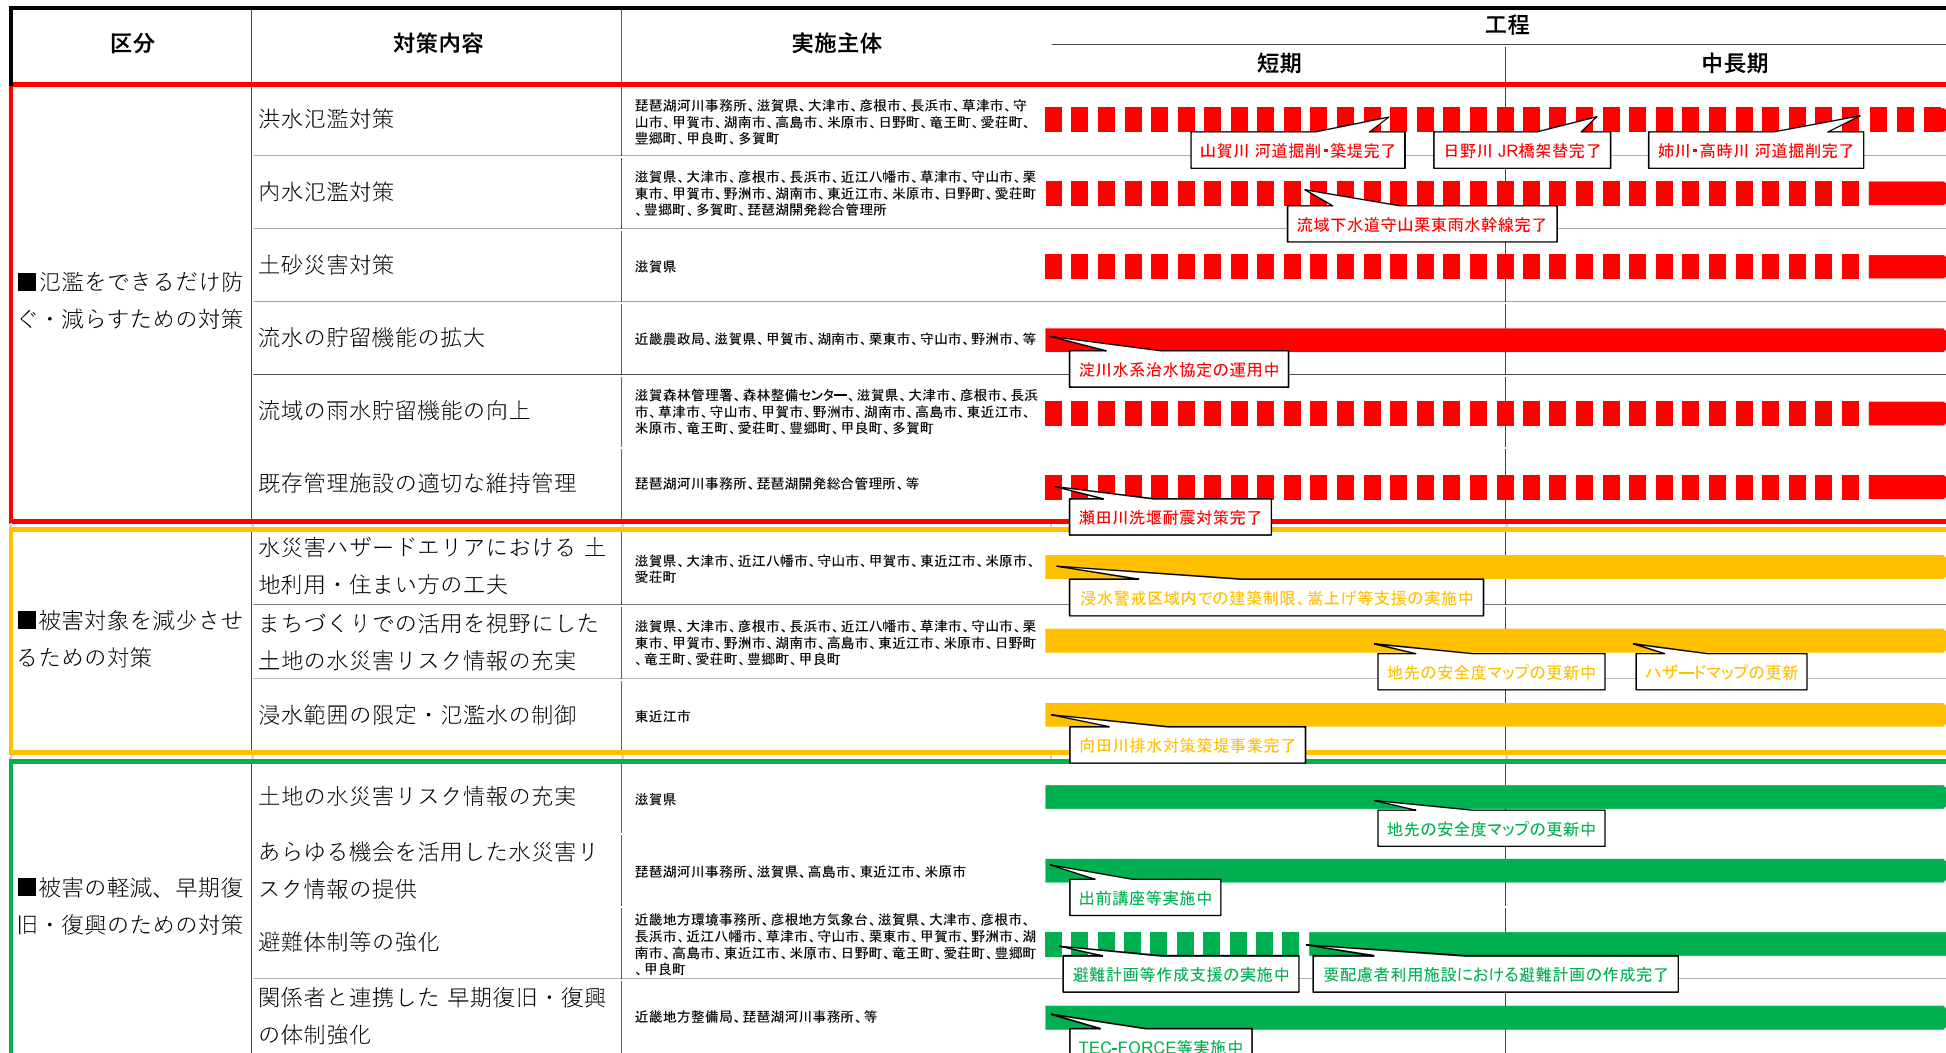 区分
対策内容
実施主体
工程
短期
中長期
■氾濫をできるだけ防
ぐ・減らすための対策
洪水氾濫対策
琵琶湖河川事務所、滋賀県、大津市、彦根市、長浜市、草津市、守
山市、甲賀市、湖南市、高島市、米原市、日野町、竜王町、愛荘町、
豊郷町、甲良町、多賀町
山賀川 河道掘削・築堤完了
日野川 JR橋架替完了
姉川・高時川 河道掘削完了
内水氾濫対策
滋賀県、大津市、彦根市、長浜市、近江八幡市、草津市、守山市、栗
東市、甲賀市、野洲市、湖南市、東近江市、米原市、日野町、愛荘町
、豊郷町、多賀町、琵琶湖開発総合管理所
流域下水道守山栗東雨水幹線完了
土砂災害対策
滋賀県
流水の貯留機能の拡大
近畿農政局、滋賀県、甲賀市、湖南市、栗東市、守山市、野洲市、等
淀川水系治水協定の運用中
流域の雨水貯留機能の向上
滋賀森林管理署、森林整備センター、滋賀県、大津市、彦根市、長浜
市、草津市、守山市、甲賀市、野洲市、湖南市、高島市、東近江市、
米原市、竜王町、愛荘町、豊郷町、甲良町、多賀町
既存管理施設の適切な維持管理
琵琶湖河川事務所、琵琶湖開発総合管理所、等
瀬田川洗堰耐震対策完了
■被害対象を減少させ
るための対策
水災害ハザードエリアにおける 土
地利用・住まい方の工夫
滋賀県、大津市、近江八幡市、守山市、甲賀市、東近江市、米原市、
愛荘町
浸水警戒区域内での建築制限、嵩上げ等支援の実施中
まちづくりでの活用を視野にした
土地の水災害リスク情報の充実
滋賀県、大津市、彦根市、長浜市、近江八幡市、草津市、守山市、栗
東市、甲賀市、野洲市、湖南市、高島市、東近江市、米原市、日野町
、竜王町、愛荘町、豊郷町、甲良町
地先の安全度マップの更新中
ハザードマップの更新
浸水範囲の限定・氾濫水の制御
東近江市
向田川排水対策築堤事業完了
■被害の軽減、早期復
旧・復興のための対策
土地の水災害リスク情報の充実
滋賀県
地先の安全度マップの更新中
あらゆる機会を活用した水災害リ
スク情報の提供
琵琶湖河川事務所、滋賀県、高島市、東近江市、米原市
出前講座等実施中
避難体制等の強化
近畿地方環境事務所、彦根地方気象台、滋賀県、大津市、彦根市、
長浜市、近江八幡市、草津市、守山市、栗東市、甲賀市、野洲市、湖
南市、高島市、東近江市、米原市、日野町、竜王町、愛荘町、豊郷町
、甲良町
避難計画等作成支援の実施中
要配慮者利用施設における避難計画の作成完了
関係者と連携した 早期復旧・復興
の体制強化
近畿地方整備局、琵琶湖河川事務所、等
TEC-FORCE等実施中